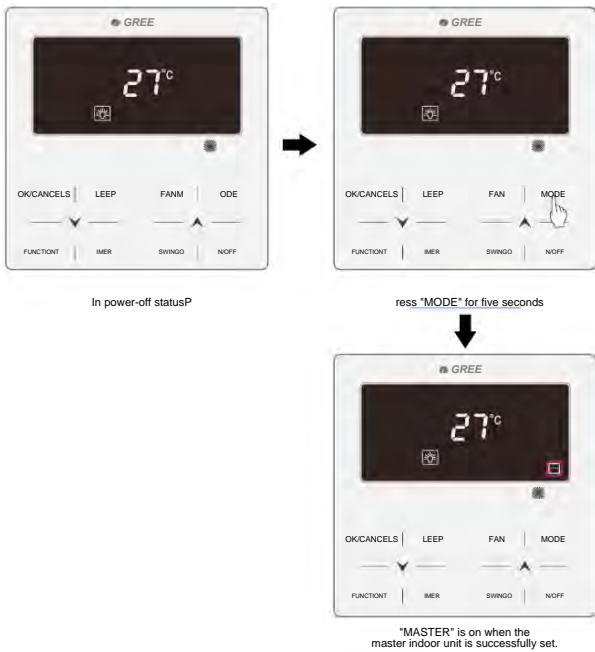 GREE
27°C
OK/CANCELS LEEP FANM ODE
FUNCTIONT IMER SWINGO N/OFF
In power-off statusP
GREE
27°C
OK/CANCELS LEEP FAN MODE
FUNCTIONT IMER SWINGO N/OFF
ress "MODE" for five seconds
GREE
27°C
OK/CANCELS LEEP FAN MODE
FUNCTIONT IMER SWINGO N/OFF
"MASTER" is on when the
master indoor unit is successfully set.